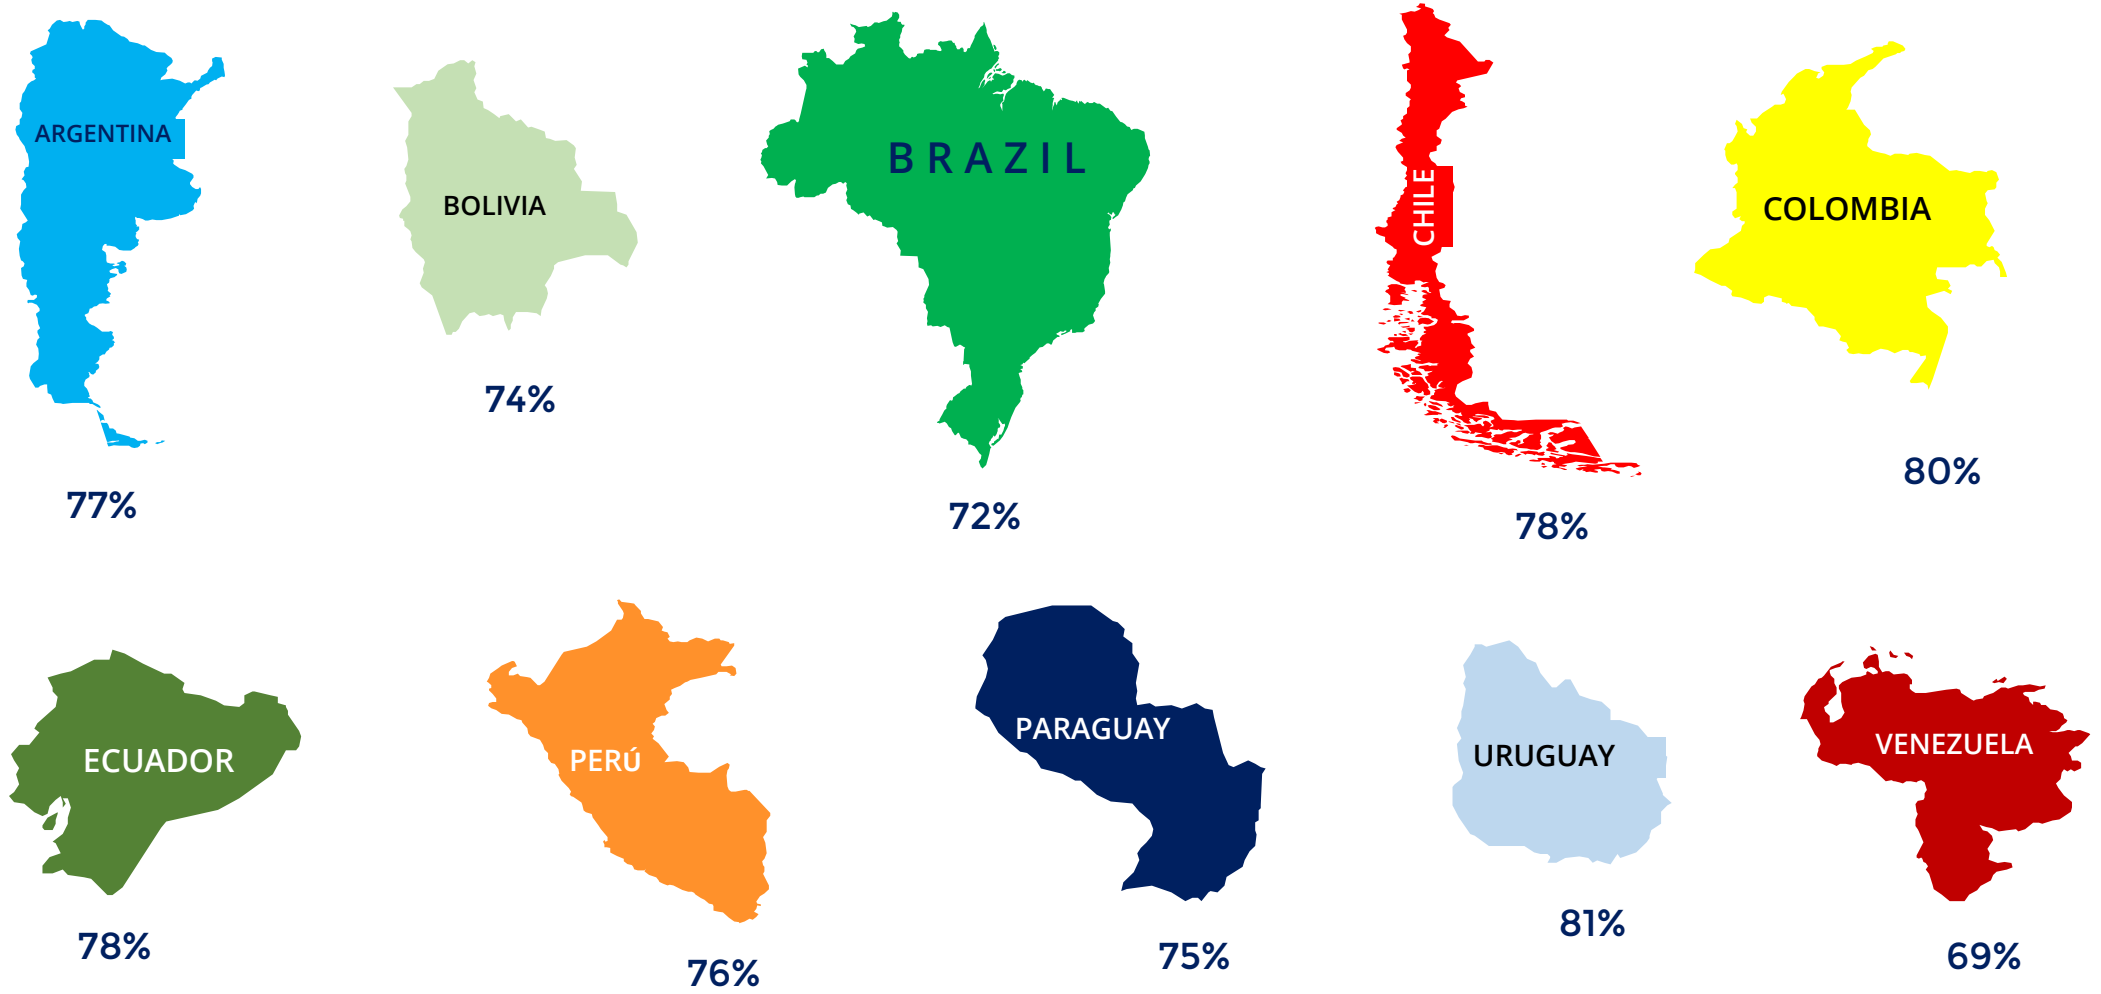 ARGENTINA
77%
BOLIVIA
74%
BRAZIL
72%
CHILE
78%
COLOMBIA
80%
ECUADOR
78%
PERÚ
76%
PARAGUAY
75%
URUGUAY
81%
VENEZUELA
69%